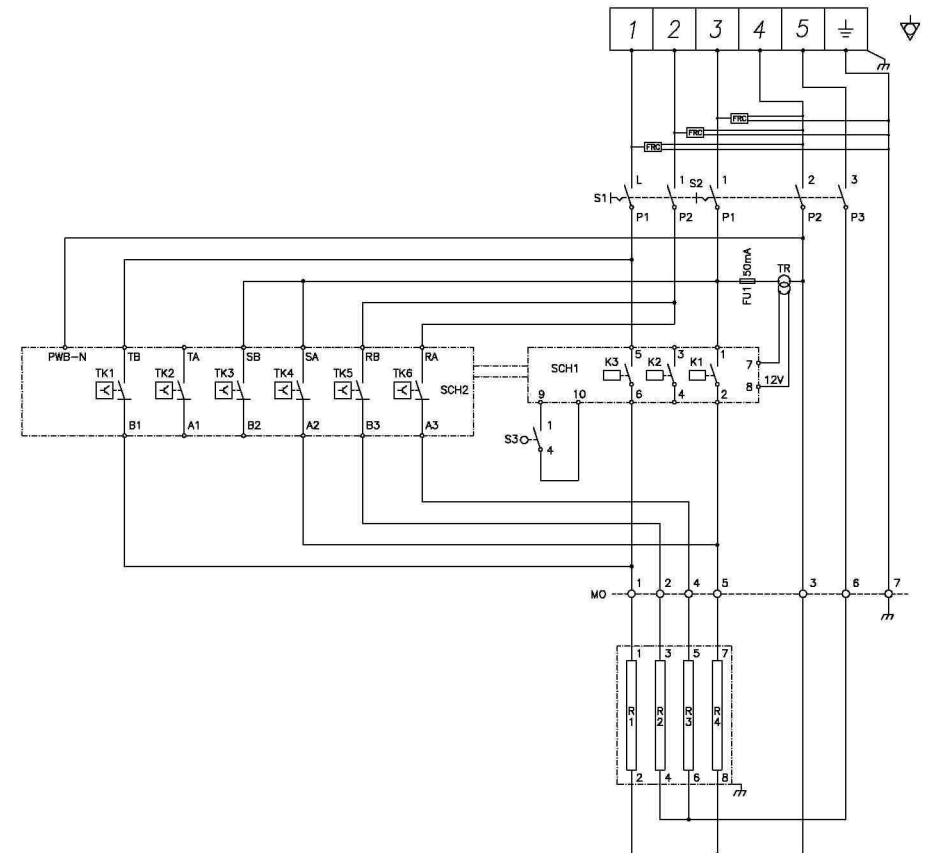 1 2 3 4 5
FRC
FRC
FRC
L 1 S2 1 2 3
S1
P1 P2 P1 P2 P3
FU1 50mA TR
PWB-N TB TA SB SA RB RA
5 3 1
TK1 TK2 TK3 TK4 TK5 TK6 SCH2
SCH1 K3 K2 K1 7
12V
8
9 10 6 4 2
B1 A1 B2 A2 B3 A3
S3 1
4
MO 1 2 4 5 3 6 7
1 3 5 7
R1 R2 R3 R4
2 4 6 8